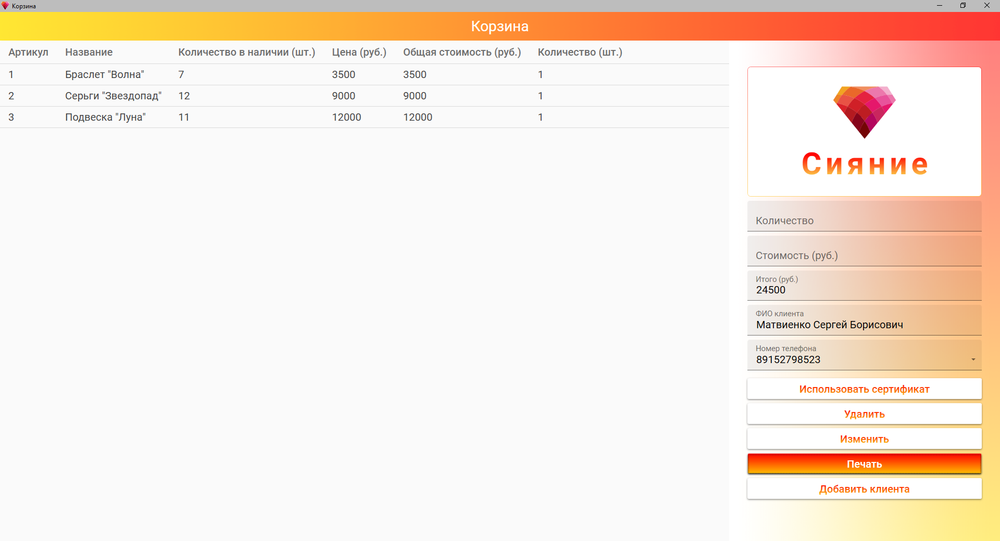 Корзина
Корзина
Артикул Название Количество в наличии (шт.) Цена (руб.) Общая стоимость (руб.) Количество (шт.)
1 Браслет "Волна" 7 3500 3500 1
2 Серьги "Звездопад" 12 9000 9000 1
3 Подвеска "Луна" 11 12000 12000 1
Сияние
Количество
Стоимость (руб.)
Итого (руб.)
24500
ФИО клиента
Матвиенко Сергей Борисович
Номер телефона
89152798523
Использовать сертификат
Удалить
Изменить
Печать
Добавить клиента